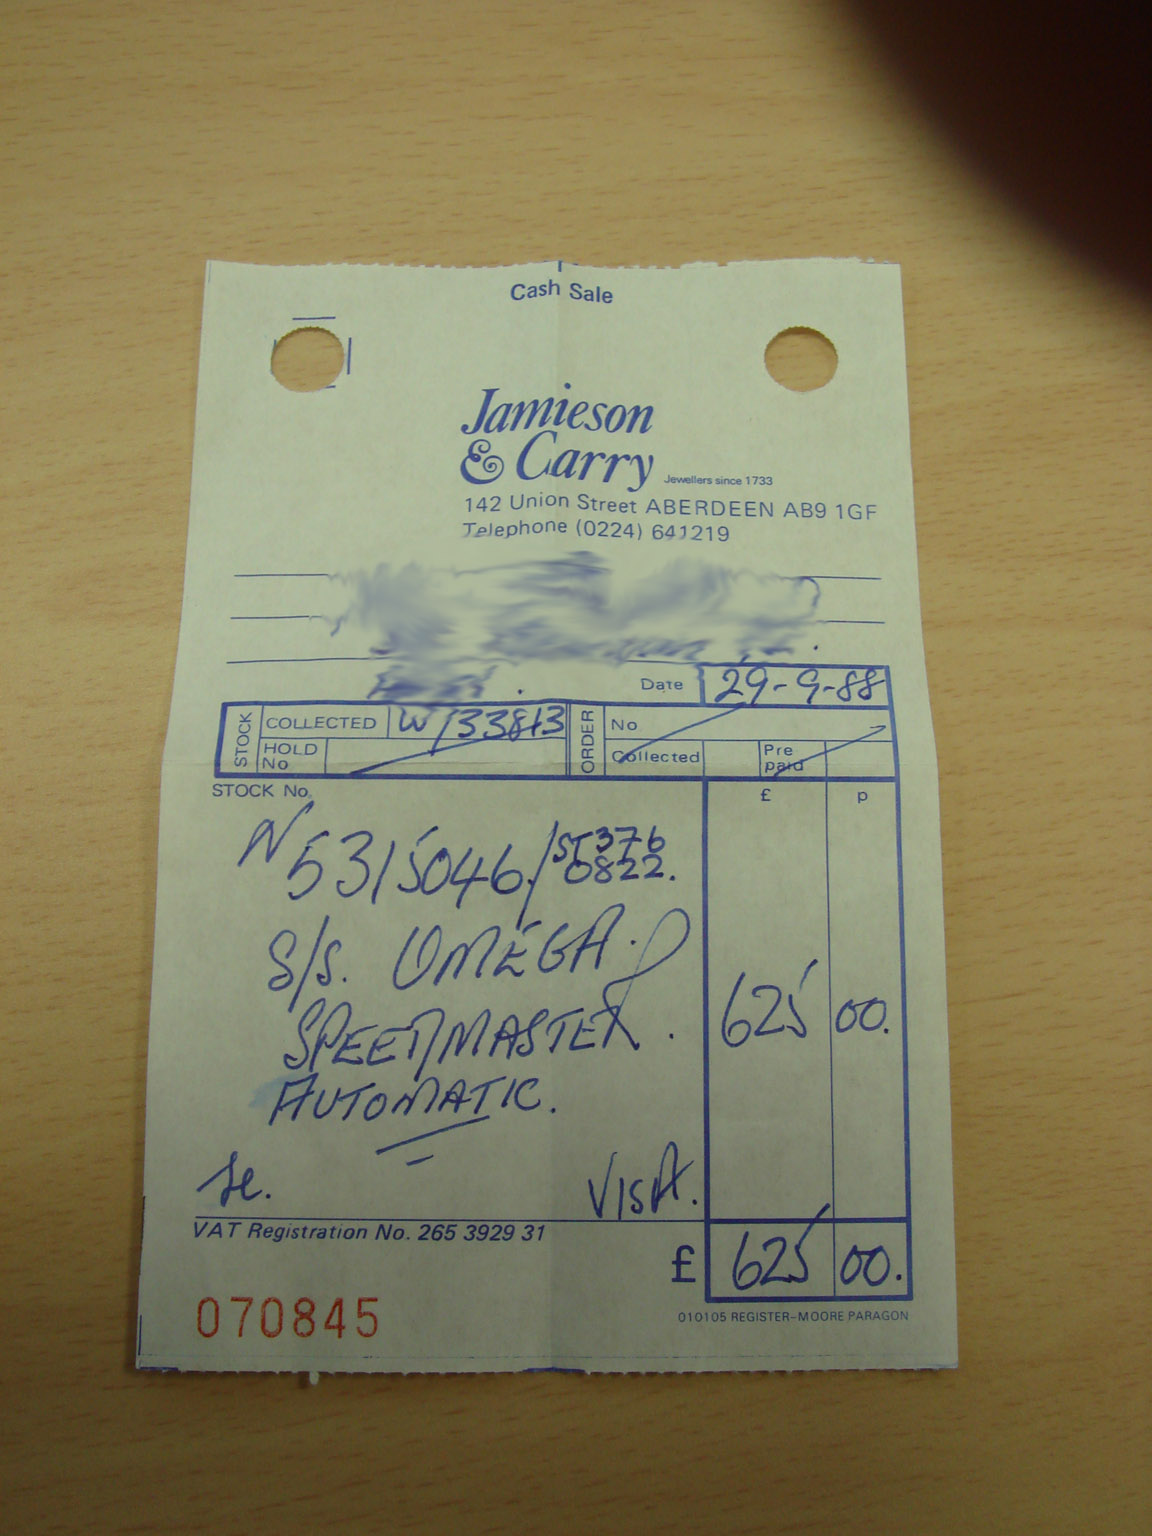 Cash Sale
Jamieson
& Carry Jewellers since 1733
142 Union Street ABERDEEN AB9 1GF
Telephone (0224) 641219
Date 29-9-88
STOCK COLLECTED W/33813 ORDER No
HOLD No Collected Pre paid
STOCK No. £ p
N 5315046/ST376
0822.
S/S. OMEGA.
SPEEDMASTER. 625 00.
AUTOMATIC.
VISA.
VAT Registration No. 265 3929 31
£ 625 00.
070845
010105 REGISTER-MOORE PARAGON